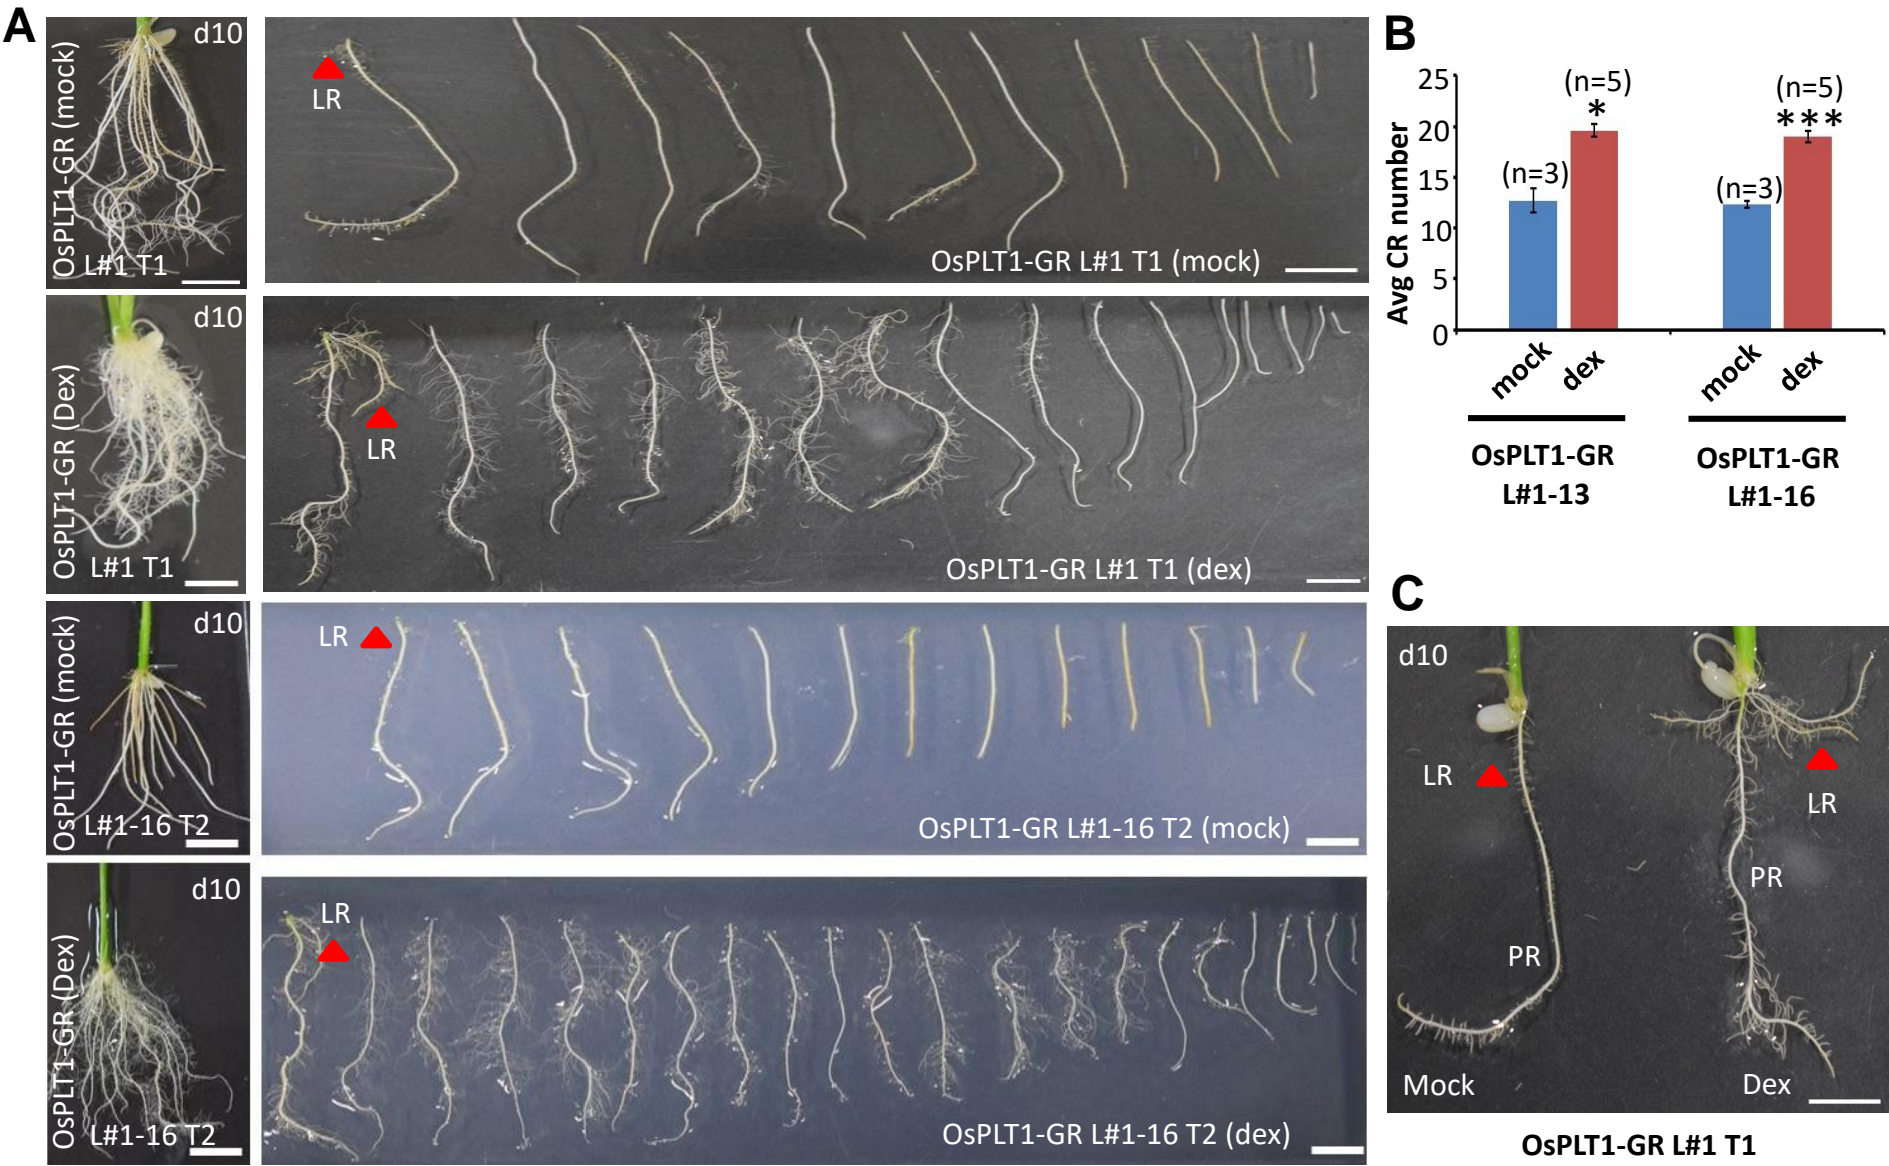 A
OsPLT1-GR (mock)
d10
L#1 T1
LR
OsPLT1-GR L#1 T1 (mock)
OsPLT1-GR (Dex)
d10
L#1 T1
LR
OsPLT1-GR L#1 T1 (dex)
OsPLT1-GR (mock)
d10
L#1-16 T2
LR
OsPLT1-GR L#1-16 T2 (mock)
OsPLT1-GR (Dex)
d10
L#1-16 T2
LR
OsPLT1-GR L#1-16 T2 (dex)
B
Avg CR number
25
20
15
10
5
0
(n=3)
(n=5)
*
(n=3)
(n=5)
***
mock
dex
mock
dex
OsPLT1-GR
L#1-13
OsPLT1-GR
L#1-16
C
d10
LR
LR
PR
PR
Mock
Dex
OsPLT1-GR L#1 T1